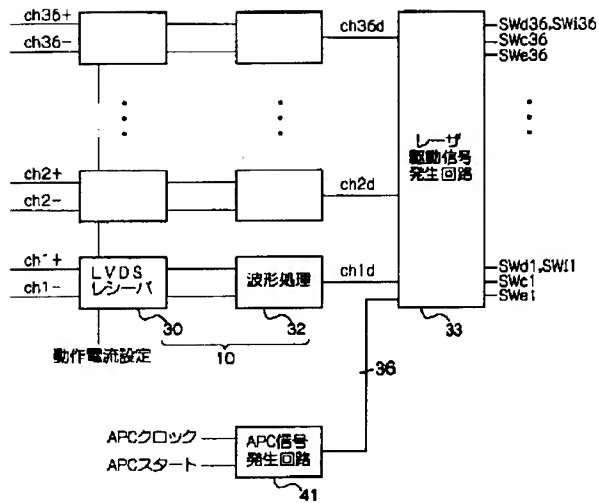 ch36+
ch36-
ch36d
SWd36,SWi36
SWc36
SWe36
レーザ
駆動信号
発生回路
ch2+
ch2-
ch2d
ch1+
ch1-
LVDS
レシーバ
波形処理
ch1d
SWd1,SWi1
SWc1
SWe1
30
32
33
動作電流設定
10
36
APCクロック
APCスタート
APC信号
発生回路
41